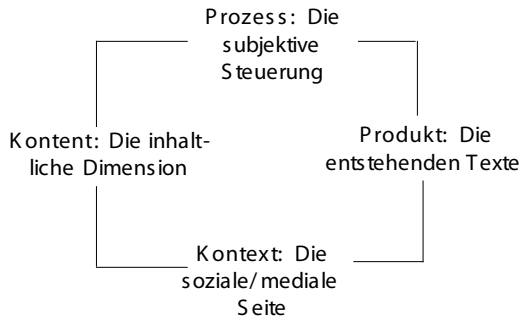 Prozess: Die
subjektive
Steuerung
Kontent: Die inhalt-
liche Dimension
Produkt: Die
entstehenden Texte
Kontext: Die
soziale/mediale
Seite